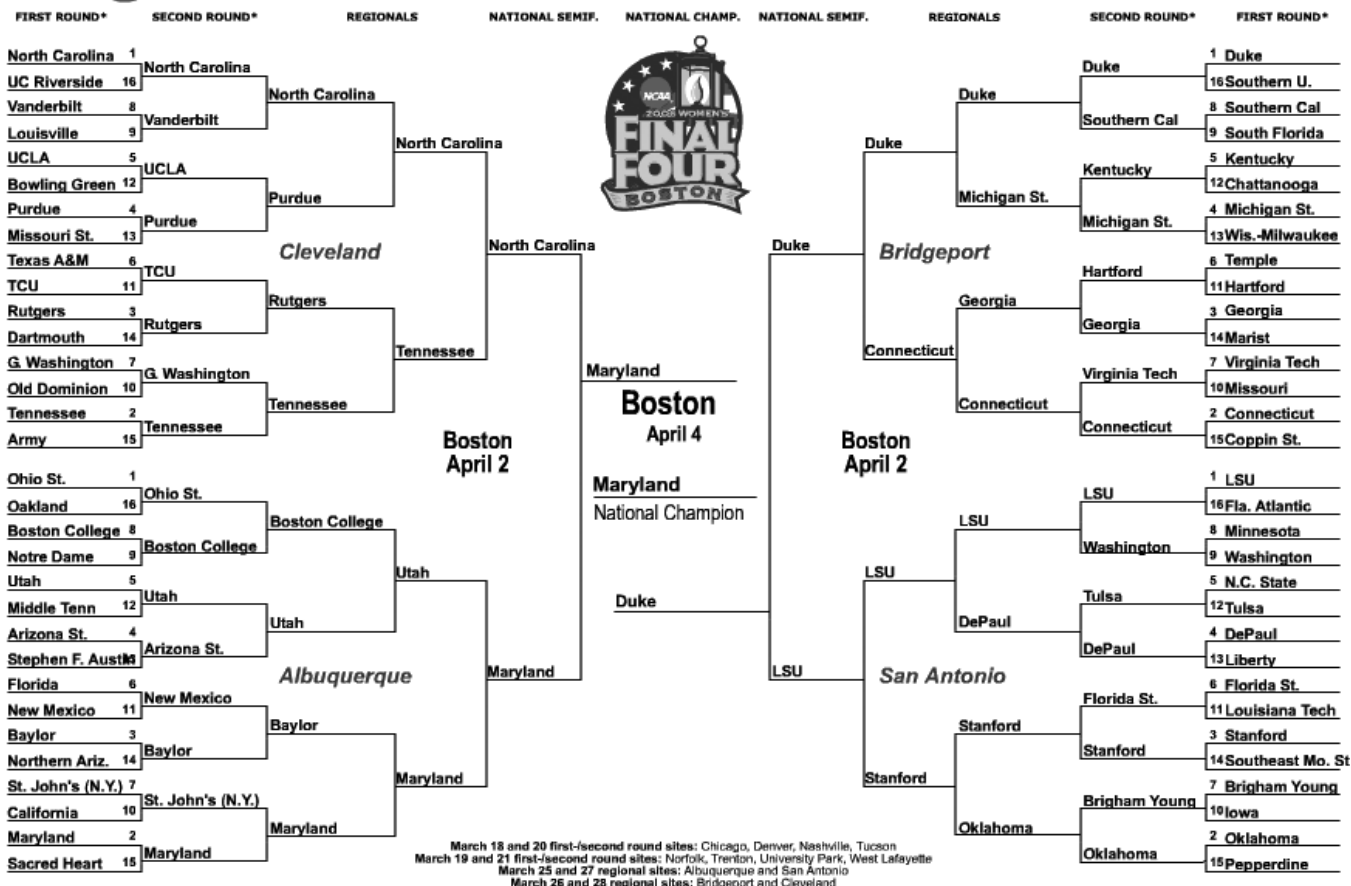 FIRST ROUND* SECOND ROUND* REGIONALS NATIONAL SEMIF. NATIONAL CHAMP. NATIONAL SEMIF. REGIONALS SECOND ROUND* FIRST ROUND*
North Carolina 1
UC Riverside 16
Vanderbilt 8
Louisville 9
UCLA 5
Bowling Green 12
Purdue 4
Missouri St. 13
Texas A&M 6
TCU 11
Rutgers 3
Dartmouth 14
G. Washington 7
Old Dominion 10
Tennessee 2
Army 15
North Carolina
Vanderbilt
UCLA
Purdue
TCU
Rutgers
G. Washington
Tennessee
North Carolina
Purdue
Rutgers
Tennessee
Cleveland
North Carolina
Tennessee
North Carolina
Ohio St. 1
Oakland 16
Boston College 8
Notre Dame 9
Utah 5
Middle Tenn 12
Arizona St. 4
Stephen F. Austin 13
Florida 6
New Mexico 11
Baylor 3
Northern Ariz. 14
St. John's (N.Y.) 7
California 10
Maryland 2
Sacred Heart 15
Ohio St.
Boston College
Utah
Arizona St.
New Mexico
Baylor
St. John's (N.Y.)
Maryland
Boston College
Utah
Baylor
Maryland
Albuquerque
Utah
Maryland
Maryland
Boston
April 2
NCAA
2006 WOMEN'S
FINAL
FOUR
BOSTON
Maryland
Boston
April 4
Maryland
National Champion
Duke
Boston
April 2
Duke
LSU
Duke
Connecticut
Bridgeport
Duke
Michigan St.
Georgia
Connecticut
Duke
Southern Cal
Kentucky
Michigan St.
Hartford
Georgia
Virginia Tech
Connecticut
1 Duke
16 Southern U.
8 Southern Cal
9 South Florida
5 Kentucky
12 Chattanooga
4 Michigan St.
13 Wis.-Milwaukee
6 Temple
11 Hartford
3 Georgia
14 Marist
7 Virginia Tech
10 Missouri
2 Connecticut
15 Coppin St.
LSU
Stanford
San Antonio
LSU
DePaul
Stanford
Oklahoma
LSU
Washington
Tulsa
DePaul
Florida St.
Stanford
Brigham Young
Oklahoma
1 LSU
16 Fla. Atlantic
8 Minnesota
9 Washington
5 N.C. State
12 Tulsa
4 DePaul
13 Liberty
6 Florida St.
11 Louisiana Tech
3 Stanford
14 Southeast Mo. St
7 Brigham Young
10 Iowa
2 Oklahoma
15 Pepperdine
March 18 and 20 first-/second round sites: Chicago, Denver, Nashville, Tucson
March 19 and 21 first-/second round sites: Norfolk, Trenton, University Park, West Lafayette
March 25 and 27 regional sites: Albuquerque and San Antonio
March 26 and 28 regional sites: Bridgeport and Cleveland